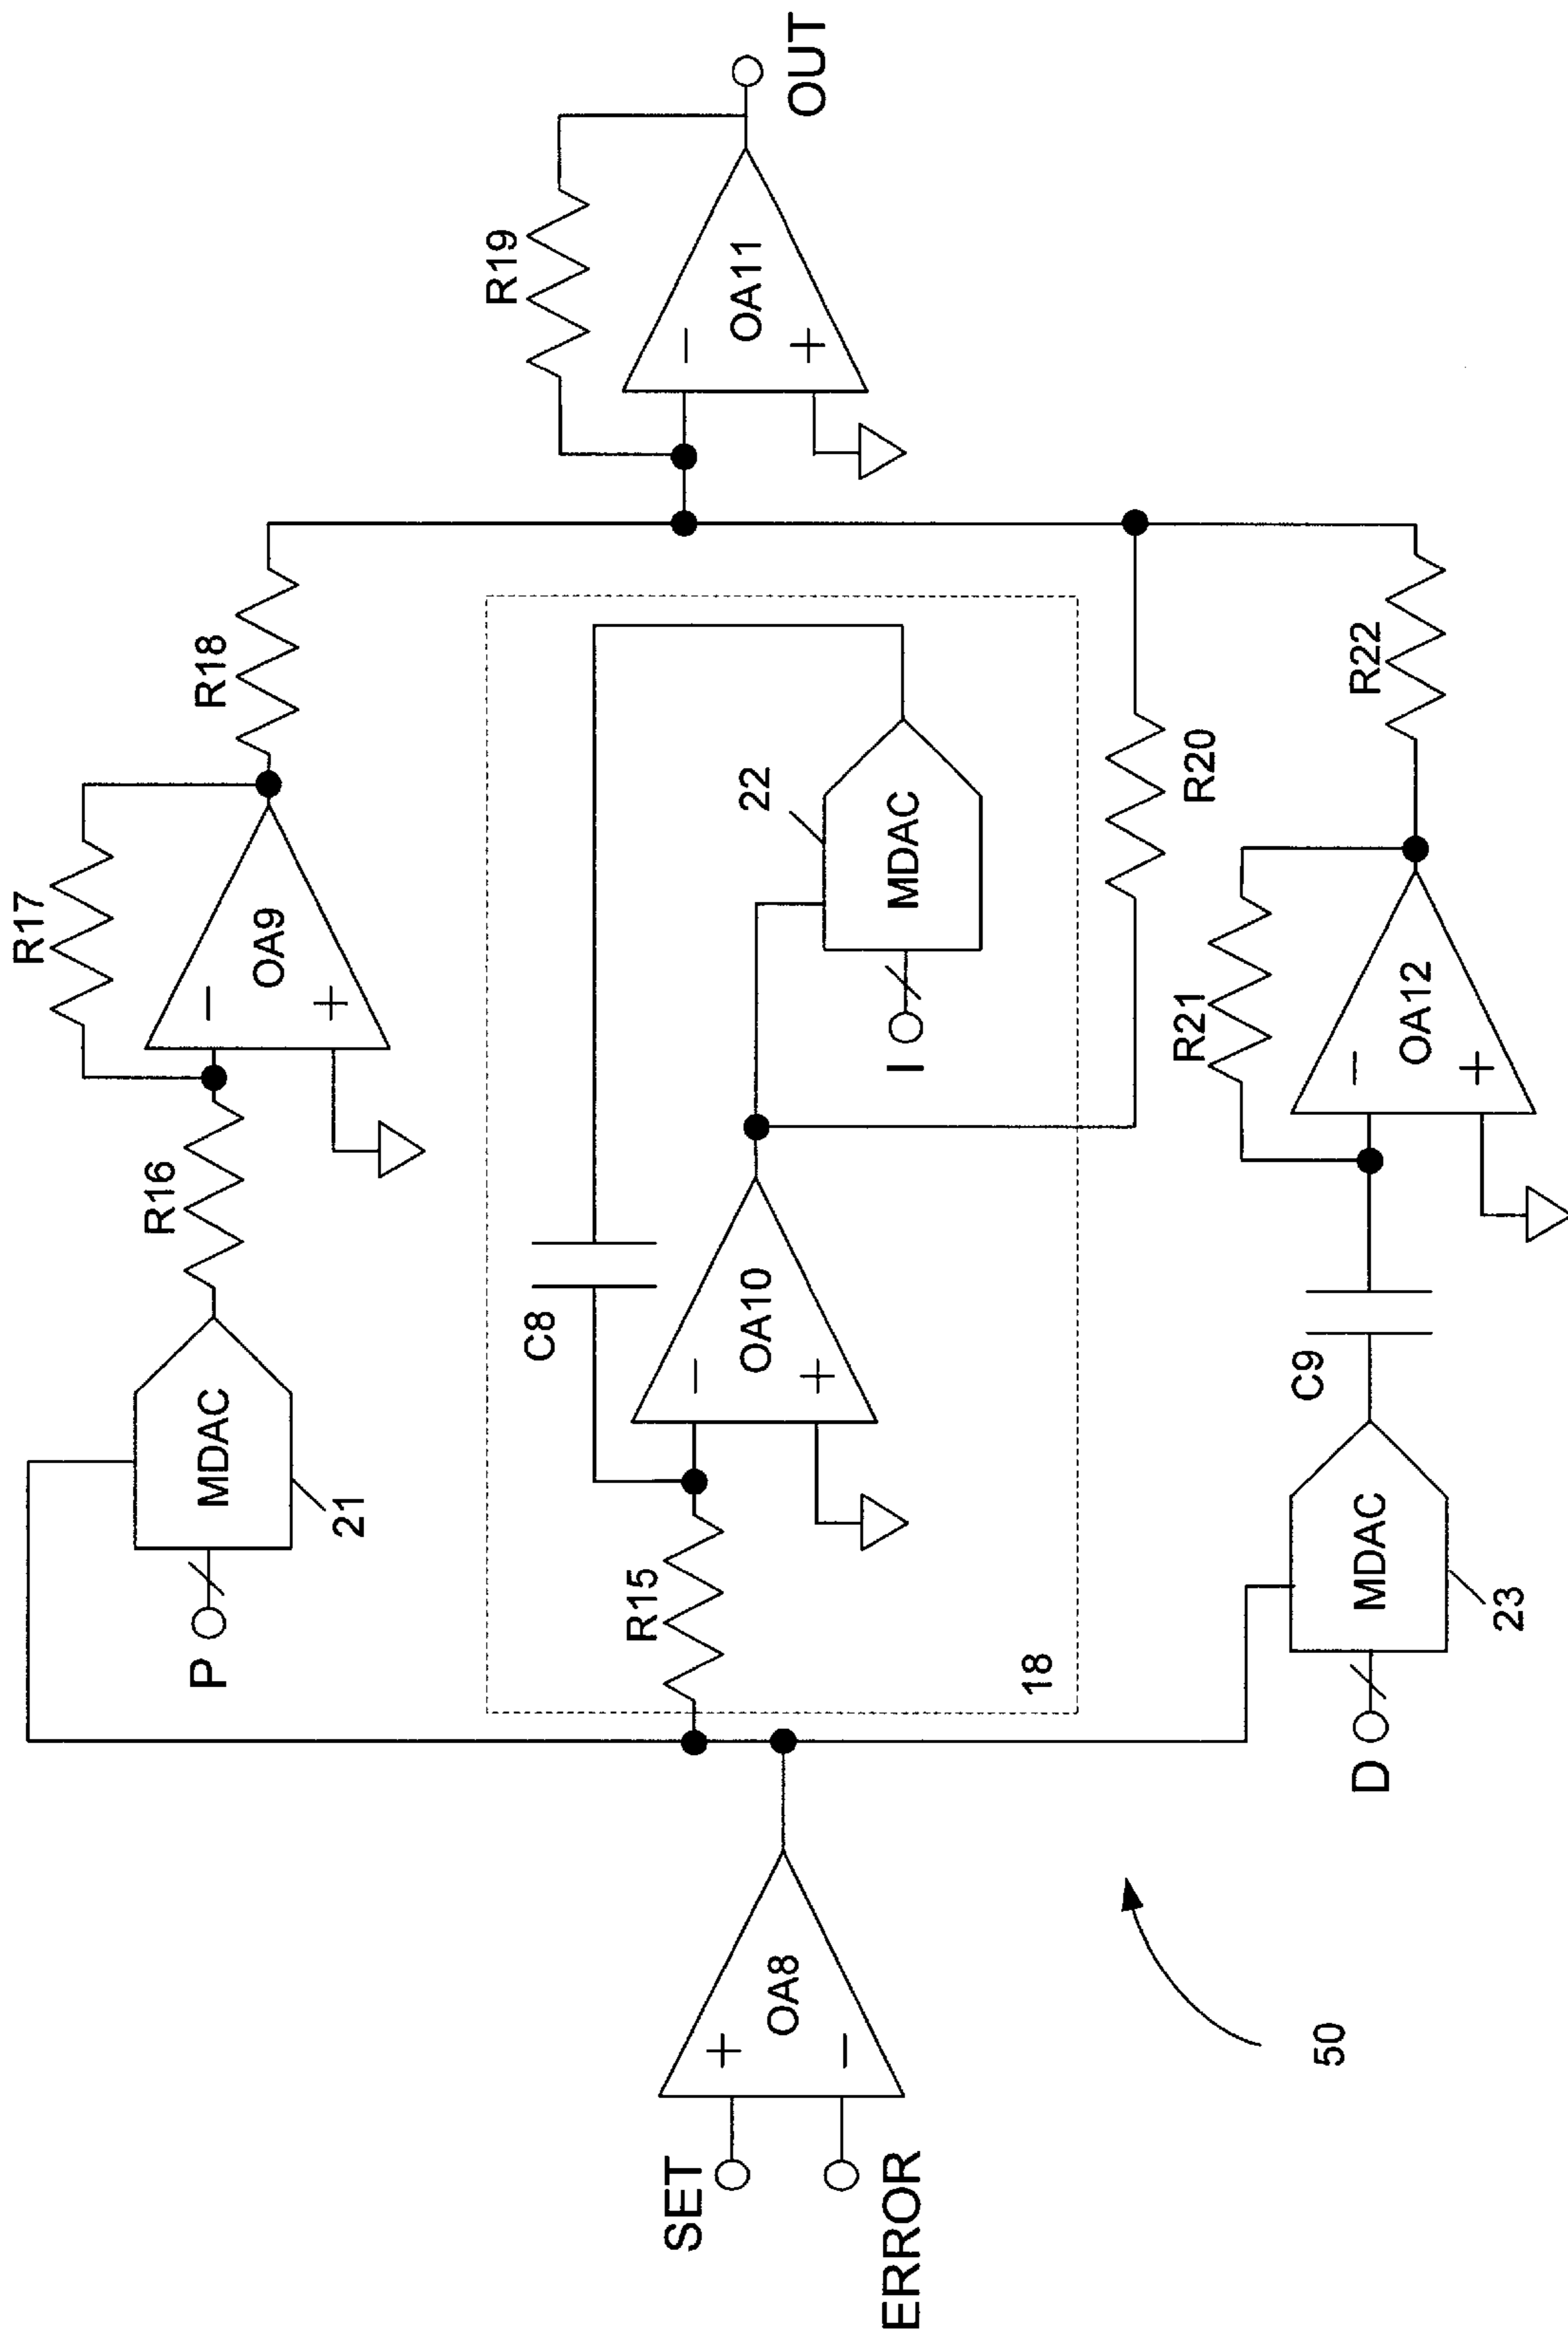 R17
R19
R18
OA9
−
+
R16
MDAC
21
P
OUT
OA11
−
+
C8
22
MDAC
I
OA10
−
+
R15
18
R20
R22
R21
OA12
−
+
C9
MDAC
23
D
SET
ERROR
OA8
+
−
50